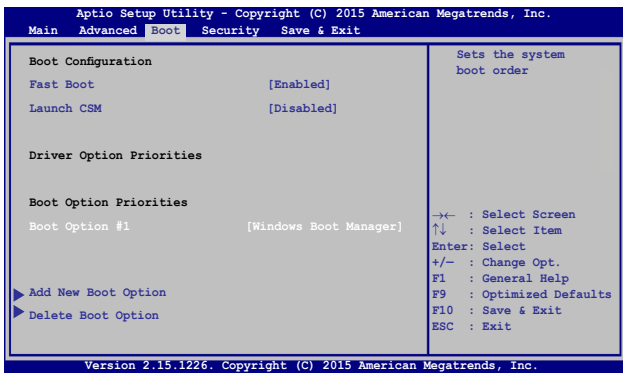 Aptio Setup Utility - Copyright (C) 2015 American Megatrends, Inc.
Main Advanced Boot Security Save & Exit
Boot Configuration
Fast Boot [Enabled]
Launch CSM [Disabled]
Driver Option Priorities
Boot Option Priorities
Boot Option #1 [Windows Boot Manager]
Add New Boot Option
Delete Boot Option
Sets the system
boot order
→← : Select Screen
↑↓ : Select Item
Enter: Select
+/— : Change Opt.
F1 : General Help
F9 : Optimized Defaults
F10 : Save & Exit
ESC : Exit
Version 2.15.1226. Copyright (C) 2015 American Megatrends, Inc.